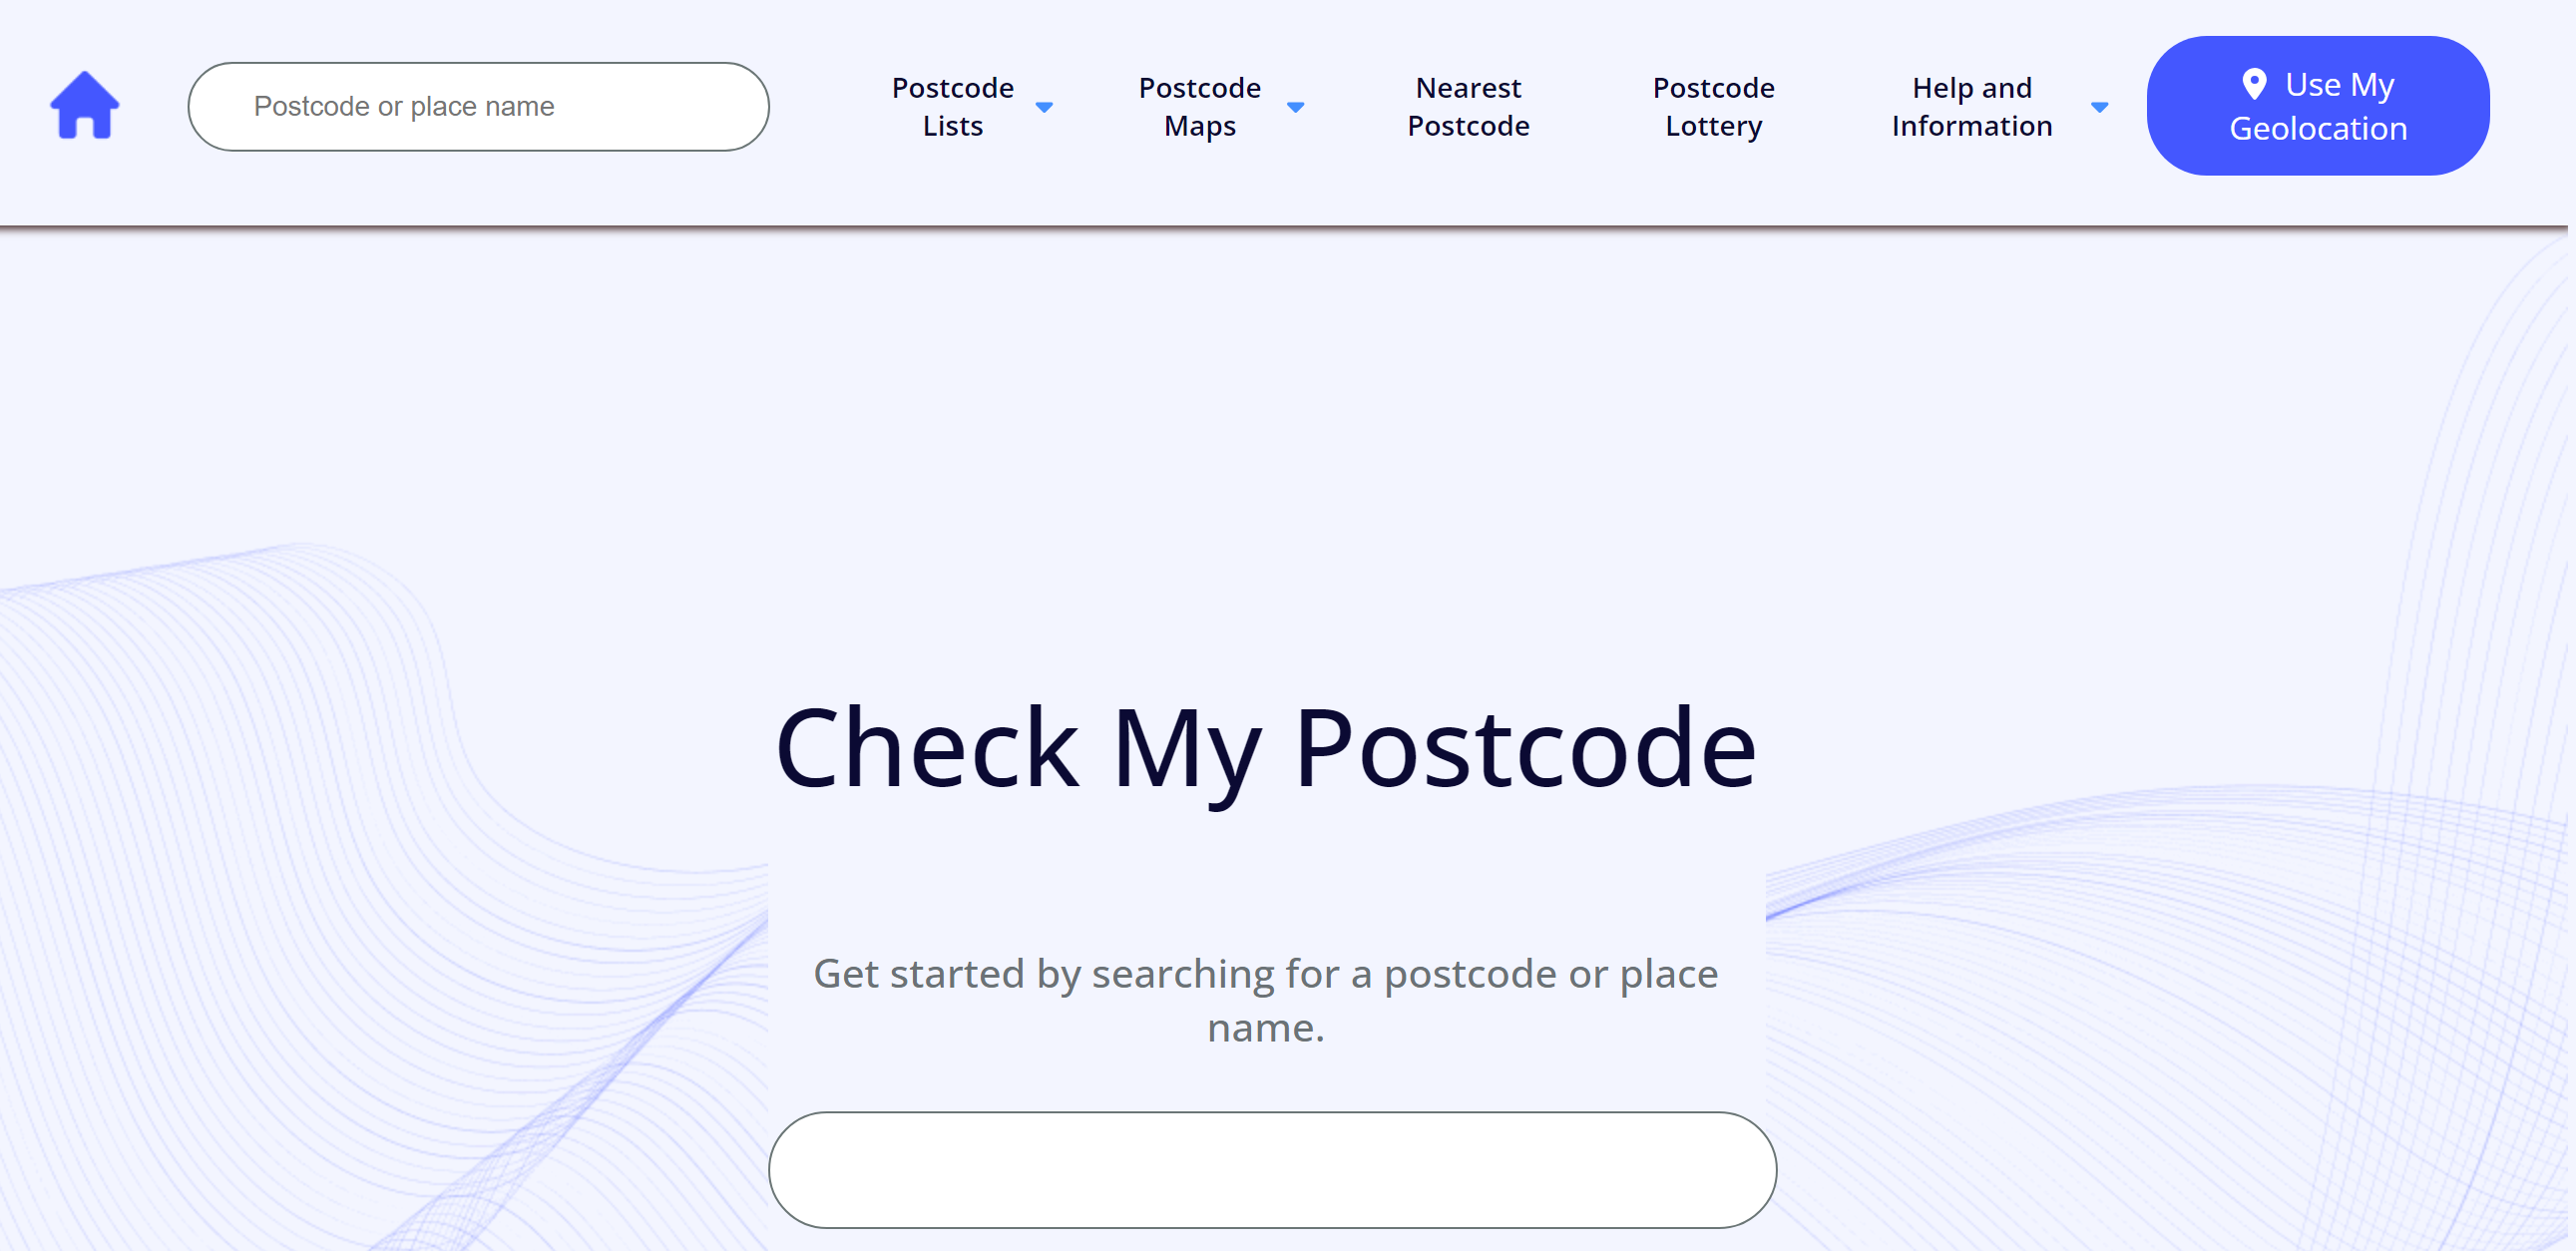 Postcode or place name
Postcode
Lists
Postcode
Maps
Nearest
Postcode
Postcode
Lottery
Help and
Information
Use My
Geolocation
Check My Postcode
Get started by searching for a postcode or place
name.